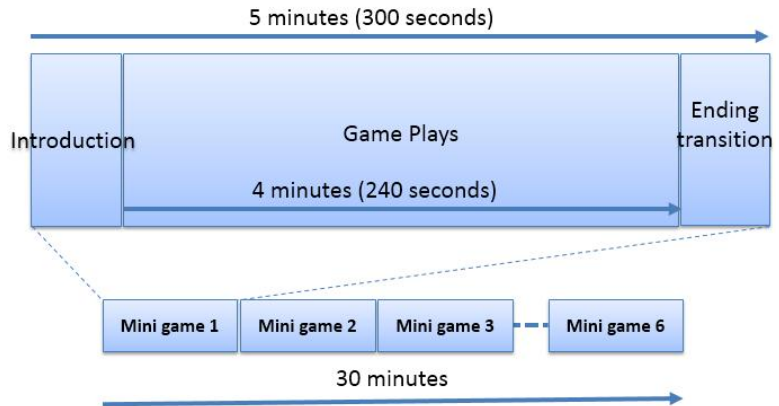 5 minutes (300 seconds)
Introduction
Game Plays
Ending
transition
4 minutes (240 seconds)
Mini game 1
Mini game 2
Mini game 3
Mini game 6
30 minutes